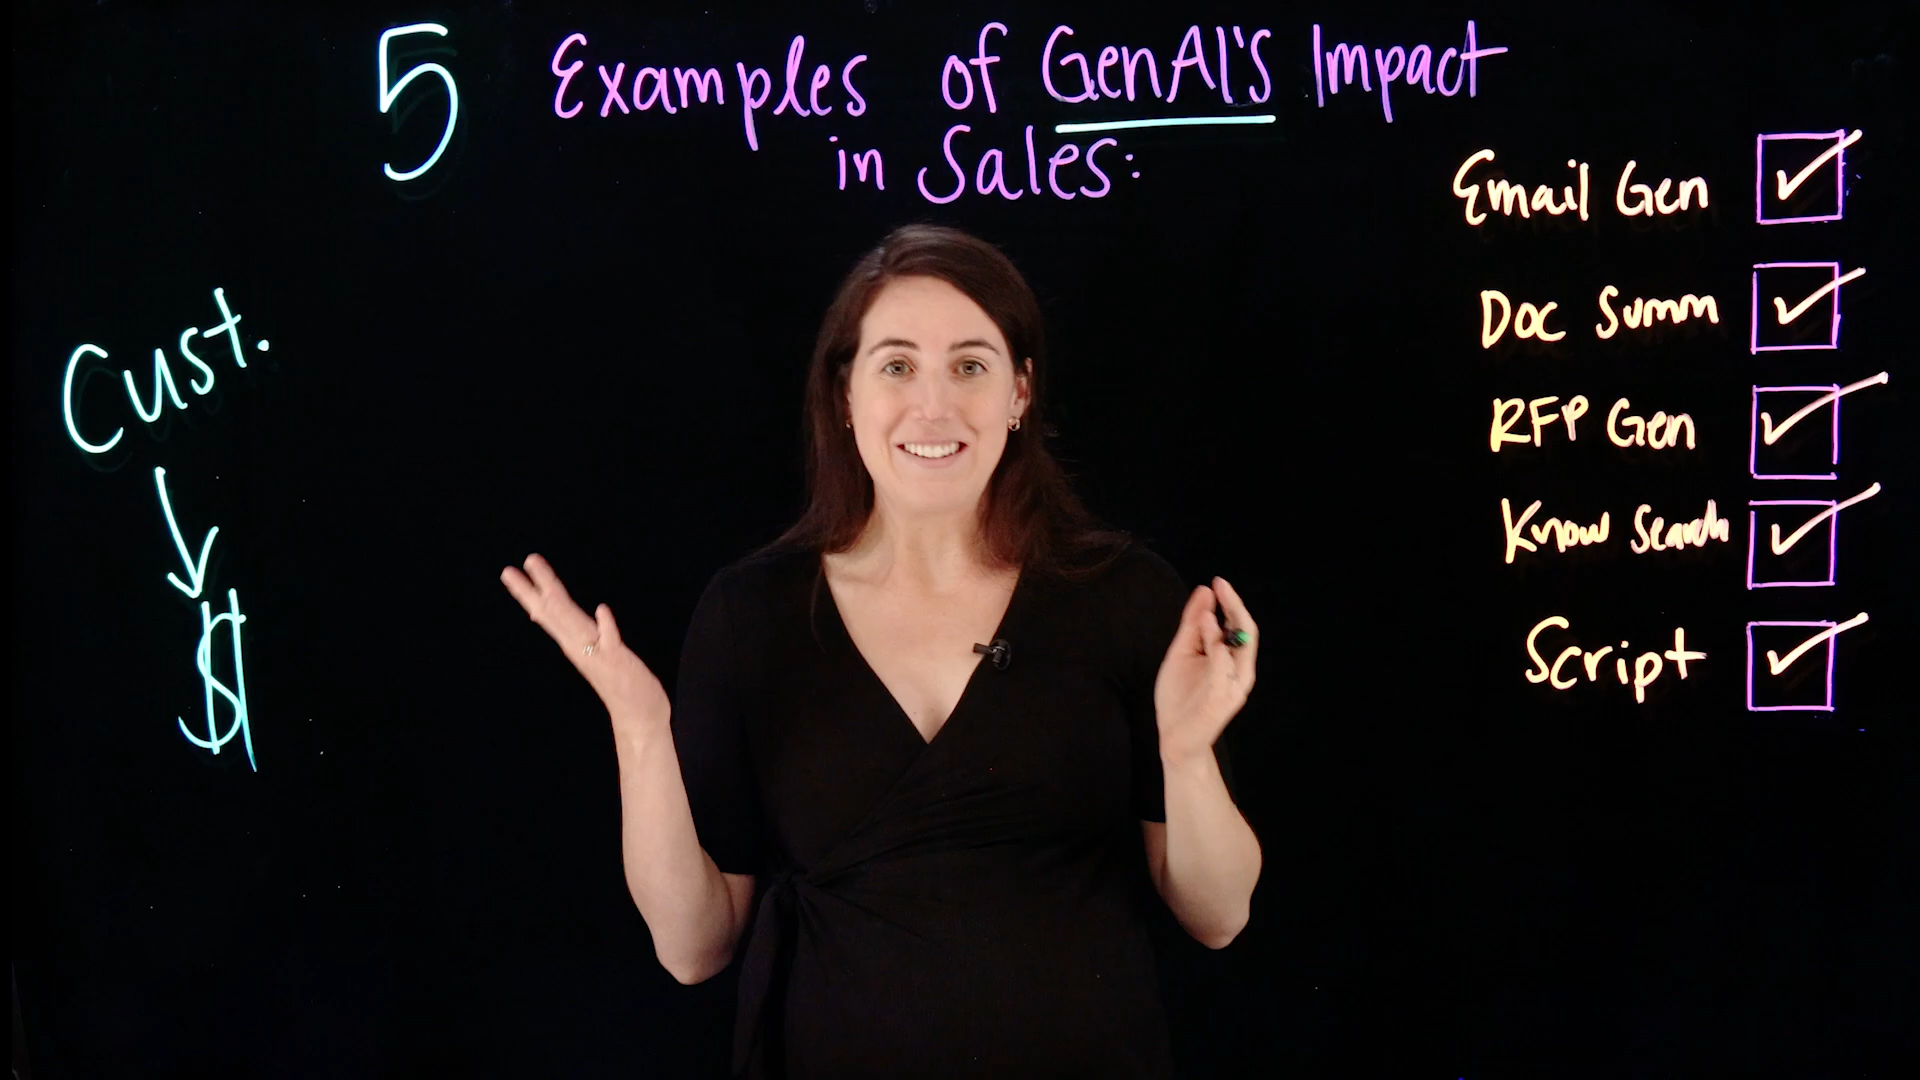 5 Examples of GenAI's Impact
in Sales:
Cust.
$
Email Gen
Doc Summ
RFP Gen
Know Search
Script